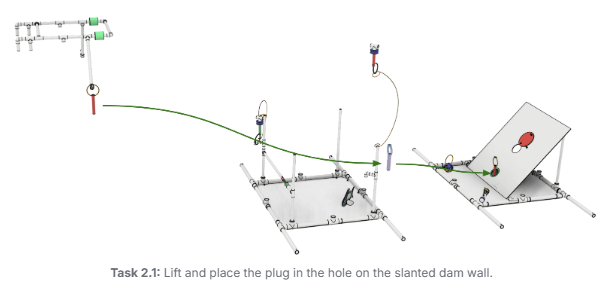 Task 2.1: Lift and place the plug in the hole on the slanted dam wall.